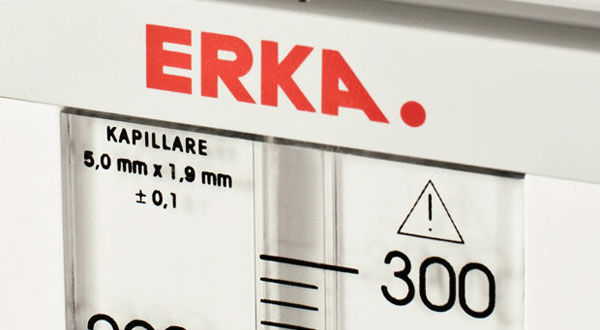 ERKA.
KAPILLARE
5,0 mm x 1,9 mm
± 0,1
!
300